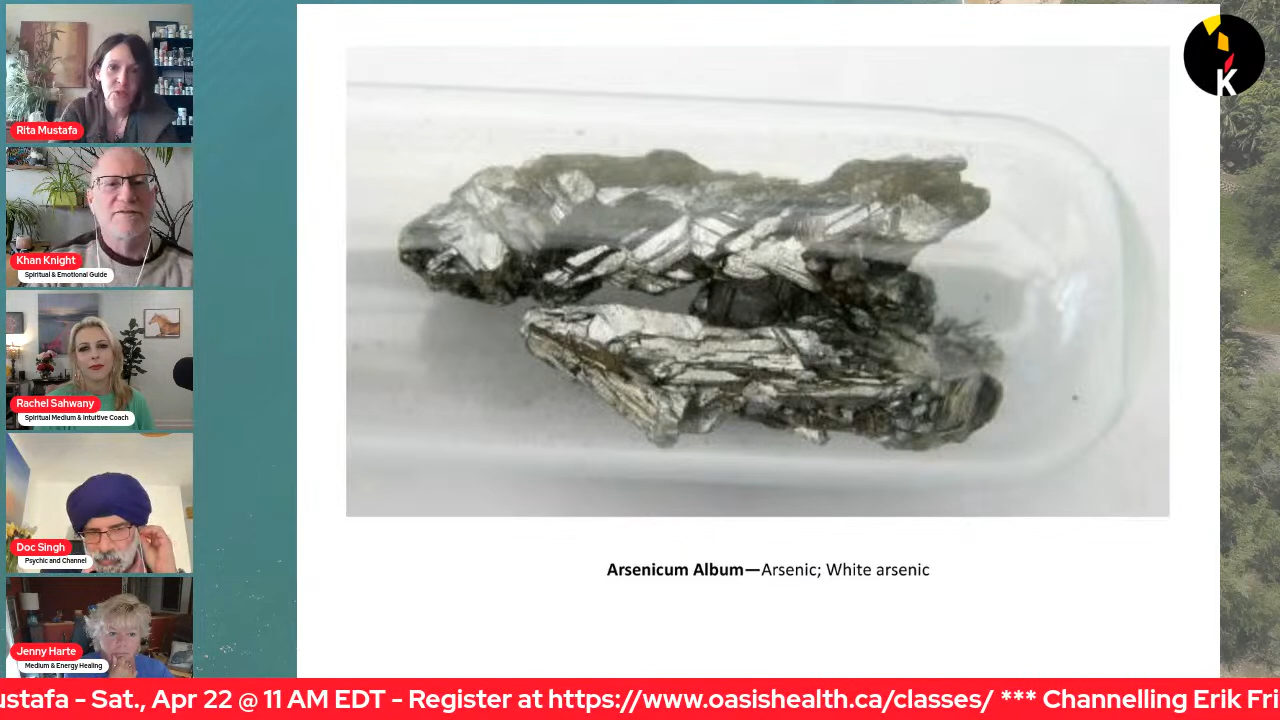 Rita Mustafa
Khan Knight
Spiritual & Emotional Guide
Rachel Sahwany
Spiritual Medium & Intuitive Coach
Doc Singh
Psychic and Channel
Jenny Harte
Medium & Energy Healing
K
Arsenicum Album—Arsenic; White arsenic
ustafa - Sat., Apr 22 @ 11 AM EDT - Register at https://www.oasishealth.ca/classes/ *** Channelling Erik Fri